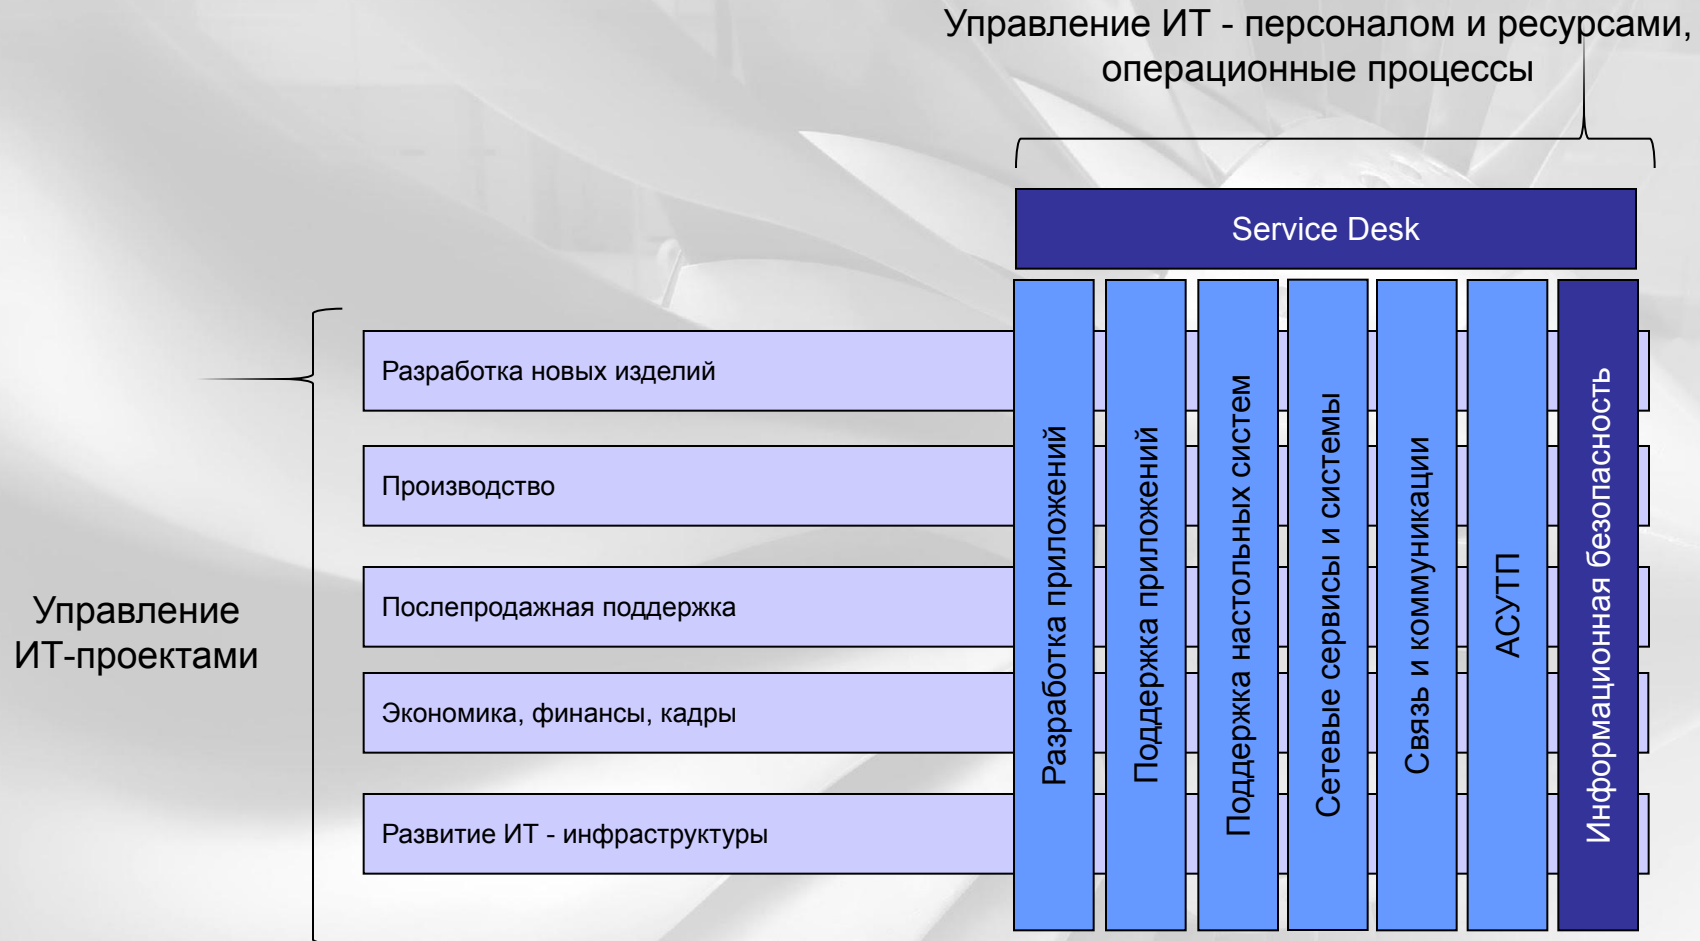 Управление ИТ - персоналом и ресурсами,
операционные процессы
Service Desk
Разработка новых изделий
Производство
Послепродажная поддержка
Экономика, финансы, кадры
Развитие ИТ - инфраструктуры
Управление
ИТ-проектами
Разработка приложений
Поддержка приложений
Поддержка настольных систем
Сетевые сервисы и системы
Связь и коммуникации
АСУТП
Информационная безопасность